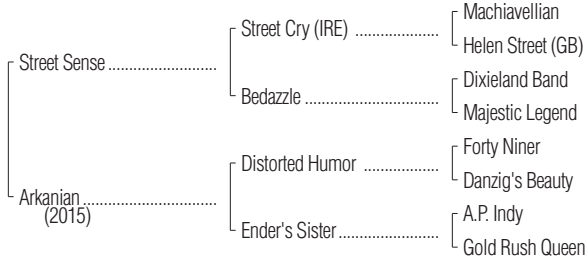 Machiavellian
Street Cry (IRE) ....................
Helen Street (GB)
Street Sense ..........................
Dixieland Band
Bedazzle ................................
Majestic Legend
Forty Niner
Distorted Humor ..................
Danzig's Beauty
Arkanian ................................
(2015)
A.P. Indy
Ender's Sister ........................
Gold Rush Queen